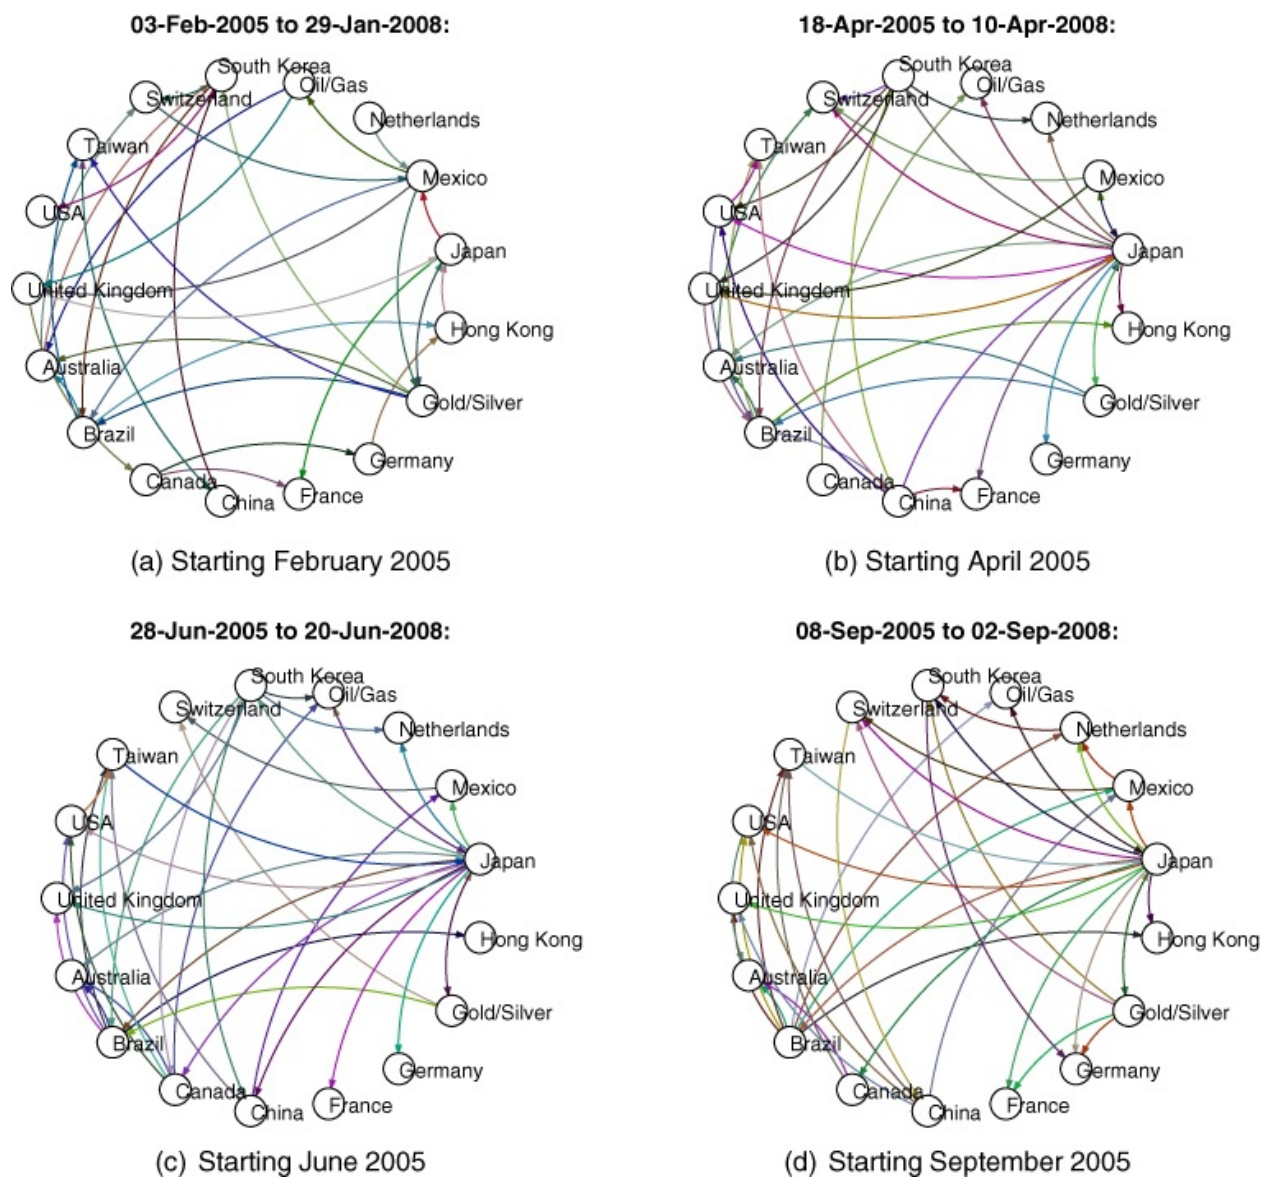 03-Feb-2005 to 29-Jan-2008:
South Korea
Oil/Gas
Switzerland
Netherlands
Taiwan
Mexico
USA
Japan
United Kingdom
Hong Kong
Australia
Gold/Silver
Brazil
Germany
Canada
France
China
(a) Starting February 2005
18-Apr-2005 to 10-Apr-2008:
South Korea
Oil/Gas
Switzerland
Netherlands
Taiwan
Mexico
USA
Japan
United Kingdom
Hong Kong
Australia
Gold/Silver
Brazil
Germany
Canada
France
China
(b) Starting April 2005
28-Jun-2005 to 20-Jun-2008:
South Korea
Oil/Gas
Switzerland
Netherlands
Taiwan
Mexico
USA
Japan
United Kingdom
Hong Kong
Australia
Gold/Silver
Brazil
Germany
Canada
France
China
(c) Starting June 2005
08-Sep-2005 to 02-Sep-2008:
South Korea
Oil/Gas
Switzerland
Netherlands
Taiwan
Mexico
USA
Japan
United Kingdom
Hong Kong
Australia
Gold/Silver
Brazil
Germany
Canada
France
China
(d) Starting September 2005